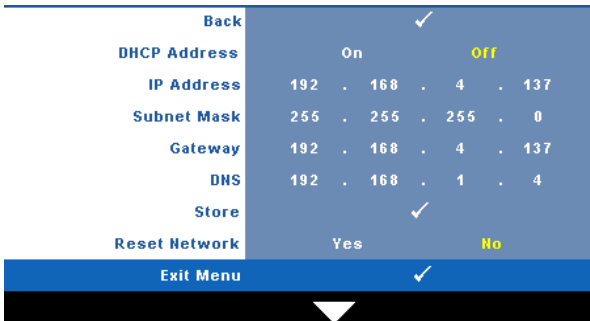 Back
DHCP Address On Off
IP Address 192 . 168 . 4 . 137
Subnet Mask 255 . 255 . 255 . 0
Gateway 192 . 168 . 4 . 137
DNS 192 . 168 . 1 . 4
Store
Reset Network Yes No
Exit Menu